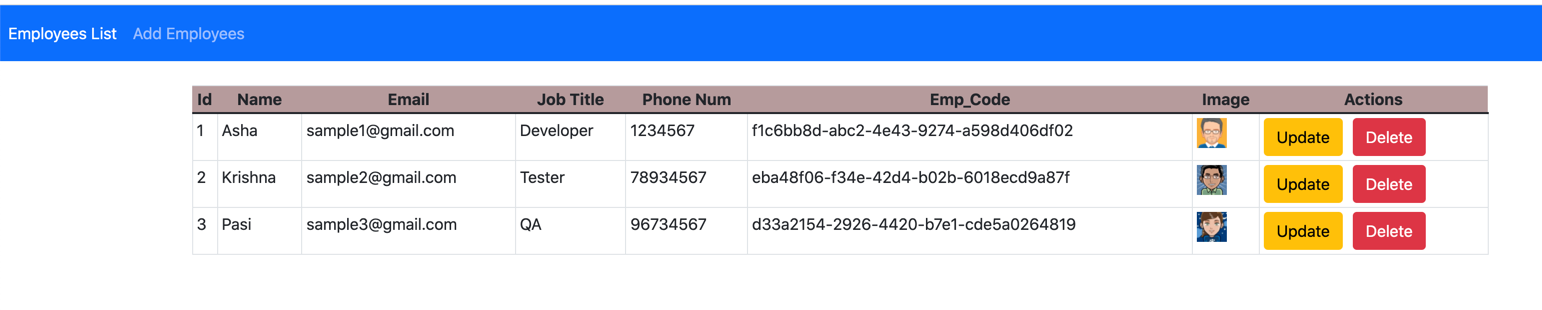 Employees List Add Employees
Id Name Email Job Title Phone Num Emp_Code Image Actions
1 Asha sample1@gmail.com Developer 1234567 f1c6bb8d-abc2-4e43-9274-a598d406df02 Update Delete
2 Krishna sample2@gmail.com Tester 78934567 eba48f06-f34e-42d4-b02b-6018ecd9a87f Update Delete
3 Pasi sample3@gmail.com QA 96734567 d33a2154-2926-4420-b7e1-cde5a0264819 Update Delete